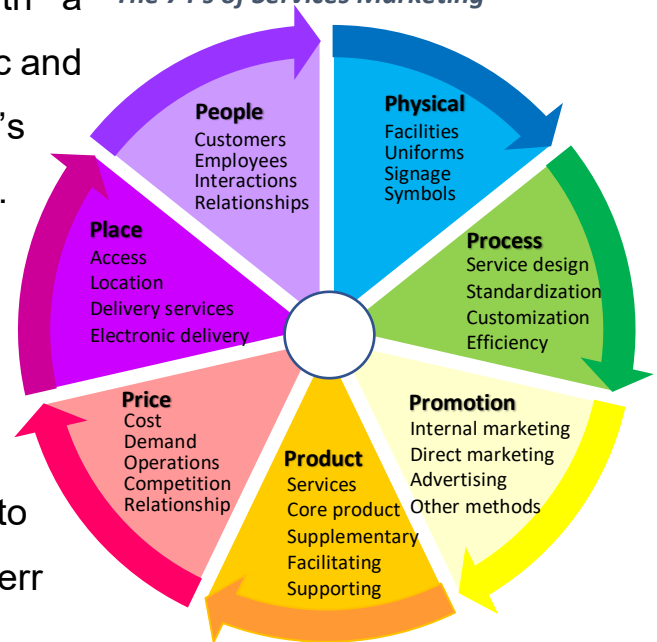 The 7 P's of Services Marketing
a
c and
's
.
to
err
People
Customers
Employees
Interactions
Relationships
Physical
Facilities
Uniforms
Signage
Symbols
Process
Service design
Standardization
Customization
Efficiency
Promotion
Internal marketing
Direct marketing
Advertising
Other methods
Product
Services
Core product
Supplementary
Facilitating
Supporting
Price
Cost
Demand
Operations
Competition
Relationship
Place
Access
Location
Delivery services
Electronic delivery